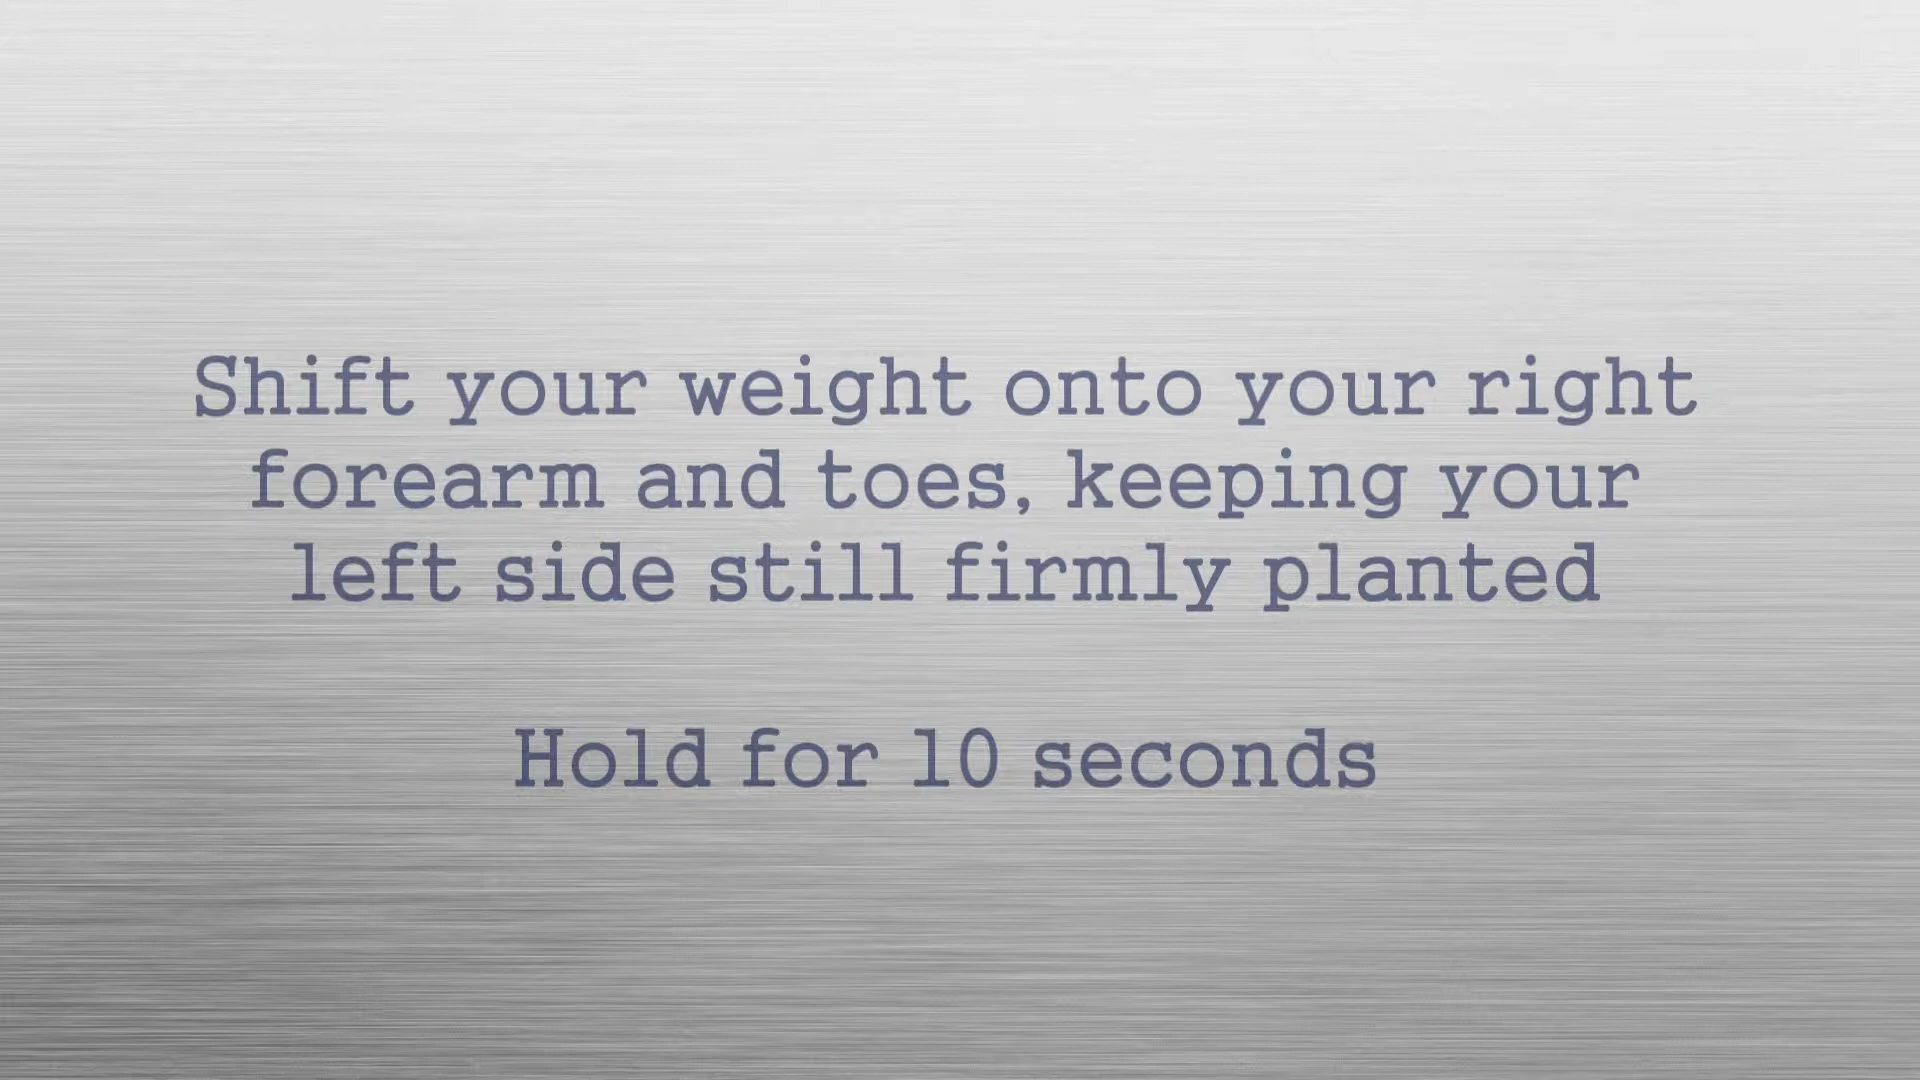 Shift your weight onto your right
forearm and toes, keeping your
left side still firmly planted
Hold for 10 seconds